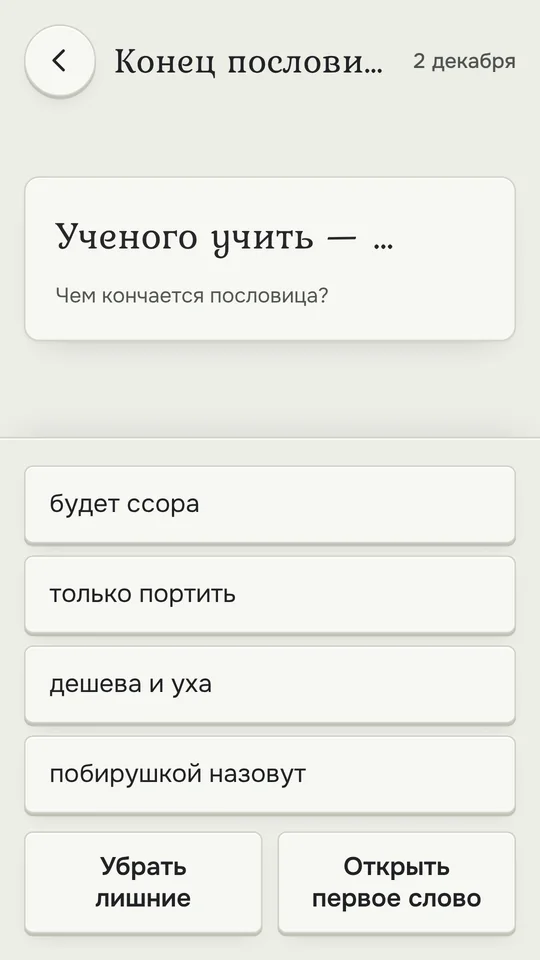 Конец послови...
2 декабря
Ученого учить — ...
Чем кончается пословица?
будет ссора
только портить
дешева и уха
побирушкой назовут
Убрать
лишние
Открыть
первое слово